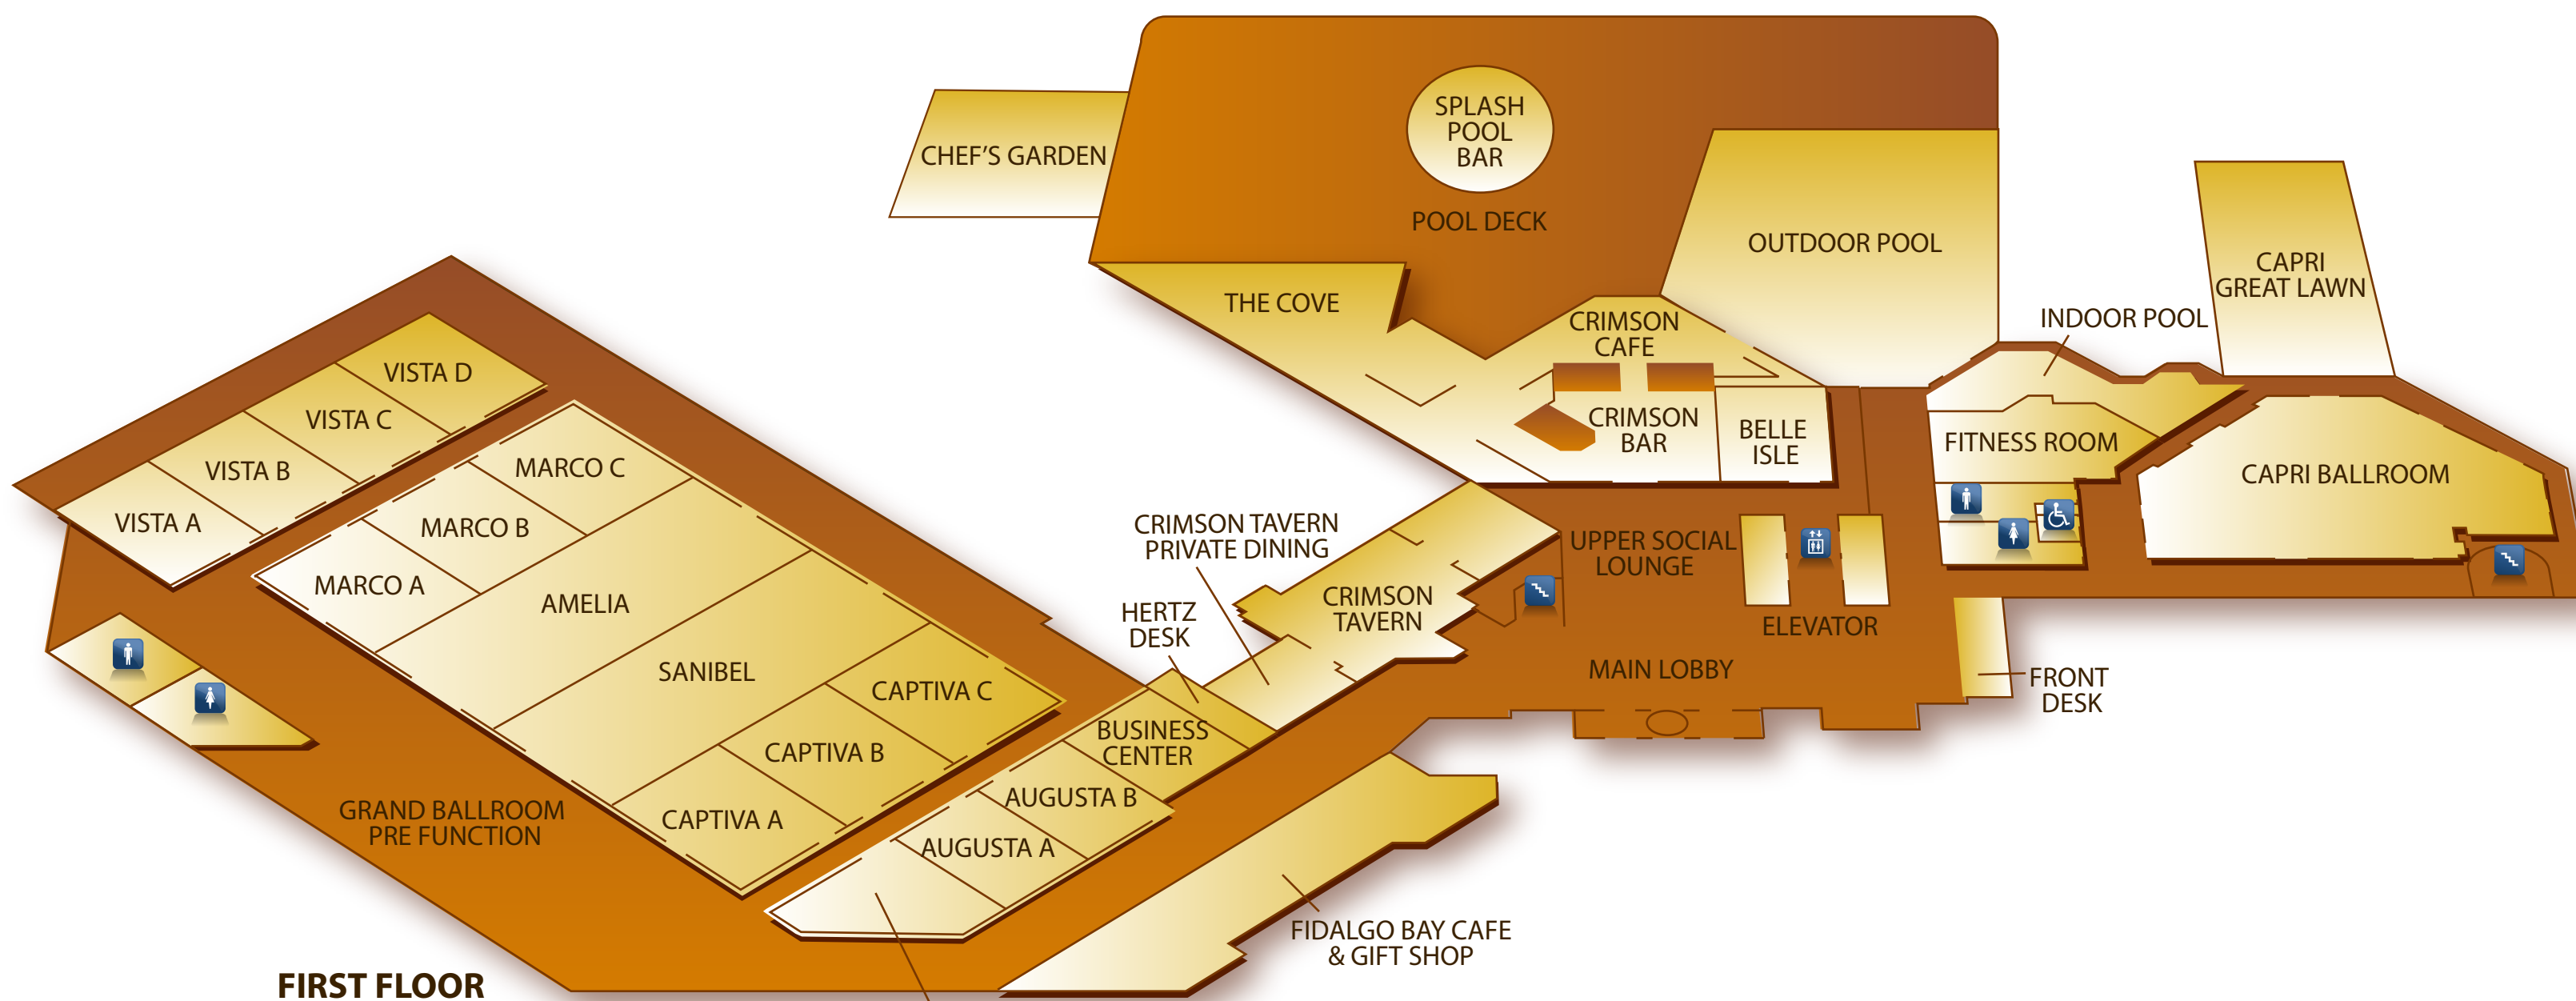 SPLASH
POOL
BAR
CHEF'S GARDEN
POOL DECK
OUTDOOR POOL
CAPRI
GREAT LAWN
THE COVE
CRIMSON
CAFE
INDOOR POOL
VISTA D
VISTA C
VISTA B
VISTA A
CRIMSON
BAR
BELLE
ISLE
FITNESS ROOM
CAPRI BALLROOM
MARCO C
MARCO B
MARCO A
CRIMSON TAVERN
PRIVATE DINING
UPPER SOCIAL
LOUNGE
AMELIA
HERTZ
DESK
CRIMSON
TAVERN
ELEVATOR
SANIBEL
MAIN LOBBY
CAPTIVA C
FRONT
DESK
CAPTIVA B
BUSINESS
CENTER
CAPTIVA A
AUGUSTA B
AUGUSTA A
GRAND BALLROOM
PRE FUNCTION
FIDALGO BAY CAFE
& GIFT SHOP
FIRST FLOOR